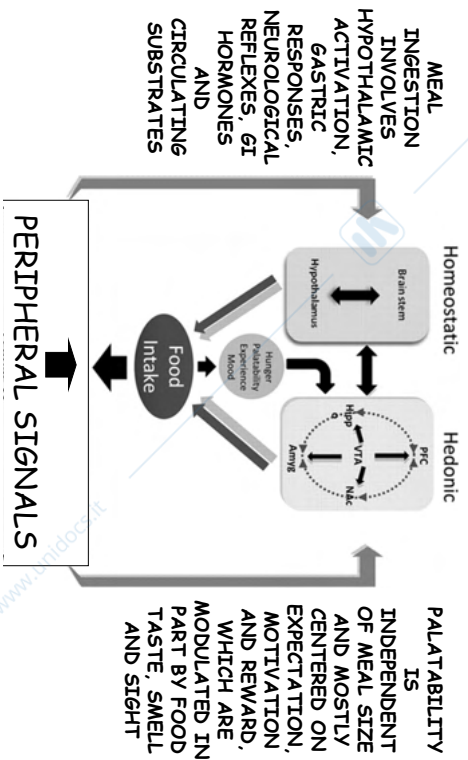 MEAL
INGESTION
INVOLVES
HYPOTHALAMIC
ACTIVATION,
GASTRIC
RESPONSES,
NEUROLOGICAL
REFLEXES, GI
HORMONES
AND
CIRCULATING
SUBSTRATES
Homeostatic
Brain stem
Hypothalamus
Hedonic
PFC
Hipp
o
VTA
NAc
Amyg
Hunger
Palatability
Experience
Mood
Food
Intake
PERIPHERAL SIGNALS
PALATABILITY
IS
INDEPENDENT
OF MEAL SIZE
AND MOSTLY
CENTERED ON
EXPECTATION,
MOTIVATION
AND REWARD,
WHICH ARE
MODULATED IN
PART BY FOOD
TASTE, SMELL
AND SIGHT
www.unidocs.it